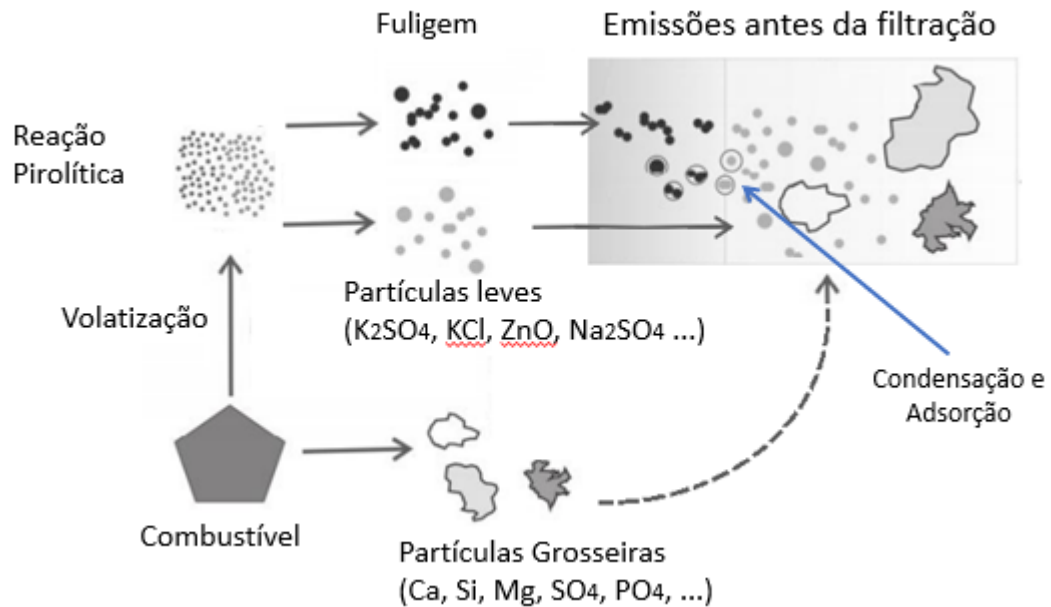 Fuligem
Emissões antes da filtração
Reação
Pirolítica
Partículas leves
(K2SO4, KCl, ZnO, Na2SO4 ...)
Volatização
Condensação e
Adsorção
Combustível
Partículas Grosseiras
(Ca, Si, Mg, SO4, PO4, ...)